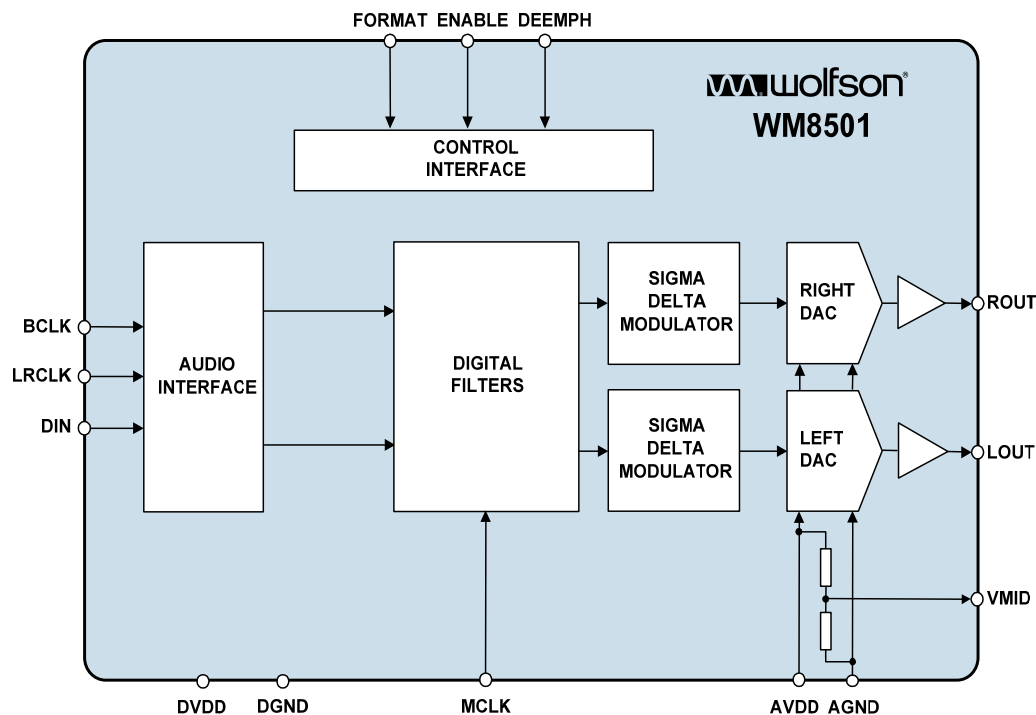 FORMAT ENABLE DEEMPH
wolfson®
WM8501
CONTROL
INTERFACE
AUDIO
INTERFACE
DIGITAL
FILTERS
SIGMA
DELTA
MODULATOR
RIGHT
DAC
SIGMA
DELTA
MODULATOR
LEFT
DAC
BCLK
LRCLK
DIN
ROUT
LOUT
VMID
DVDD DGND MCLK AVDD AGND